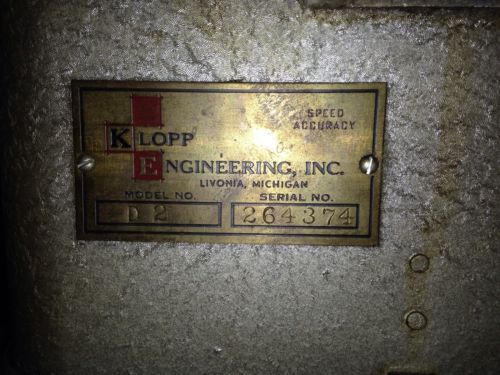 SPEED
ACCURACY
KLOPP
ENGINEERING, INC.
LIVONIA, MICHIGAN
MODEL NO. SERIAL NO.
D 2 264374